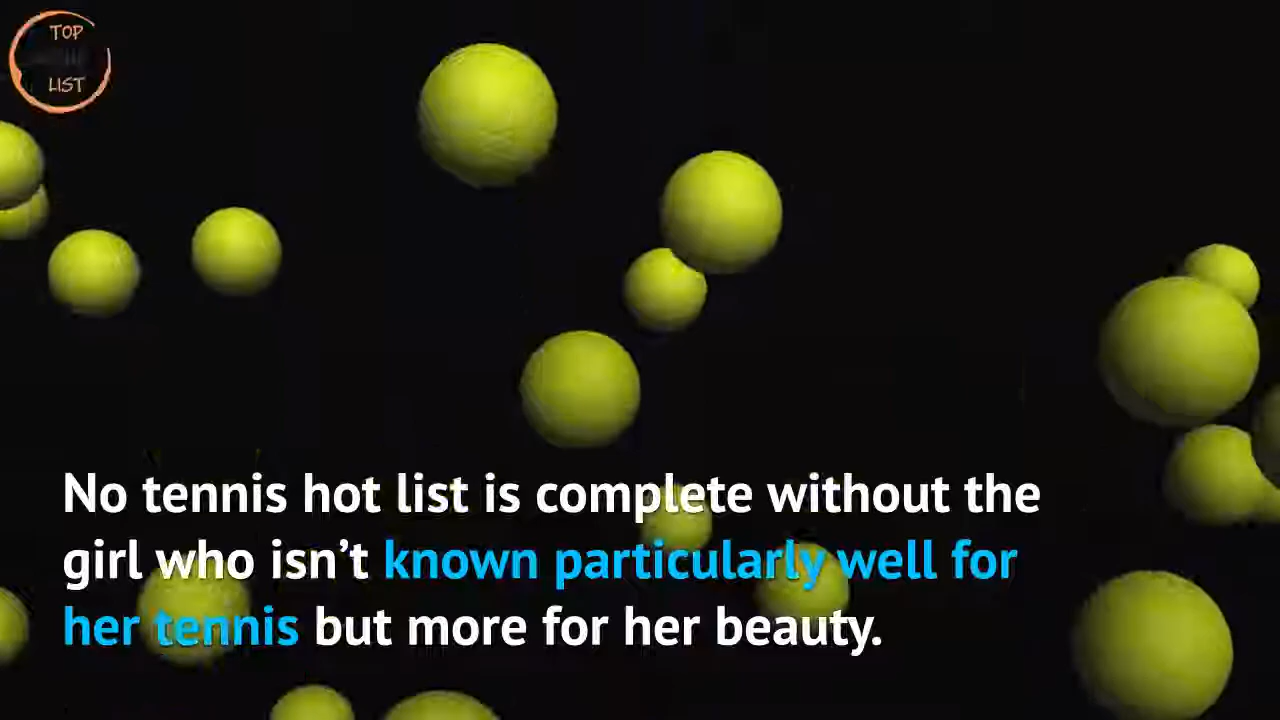 TOP
LIST
No tennis hot list is complete without the
girl who isn’t known particularly well for
her tennis but more for her beauty.